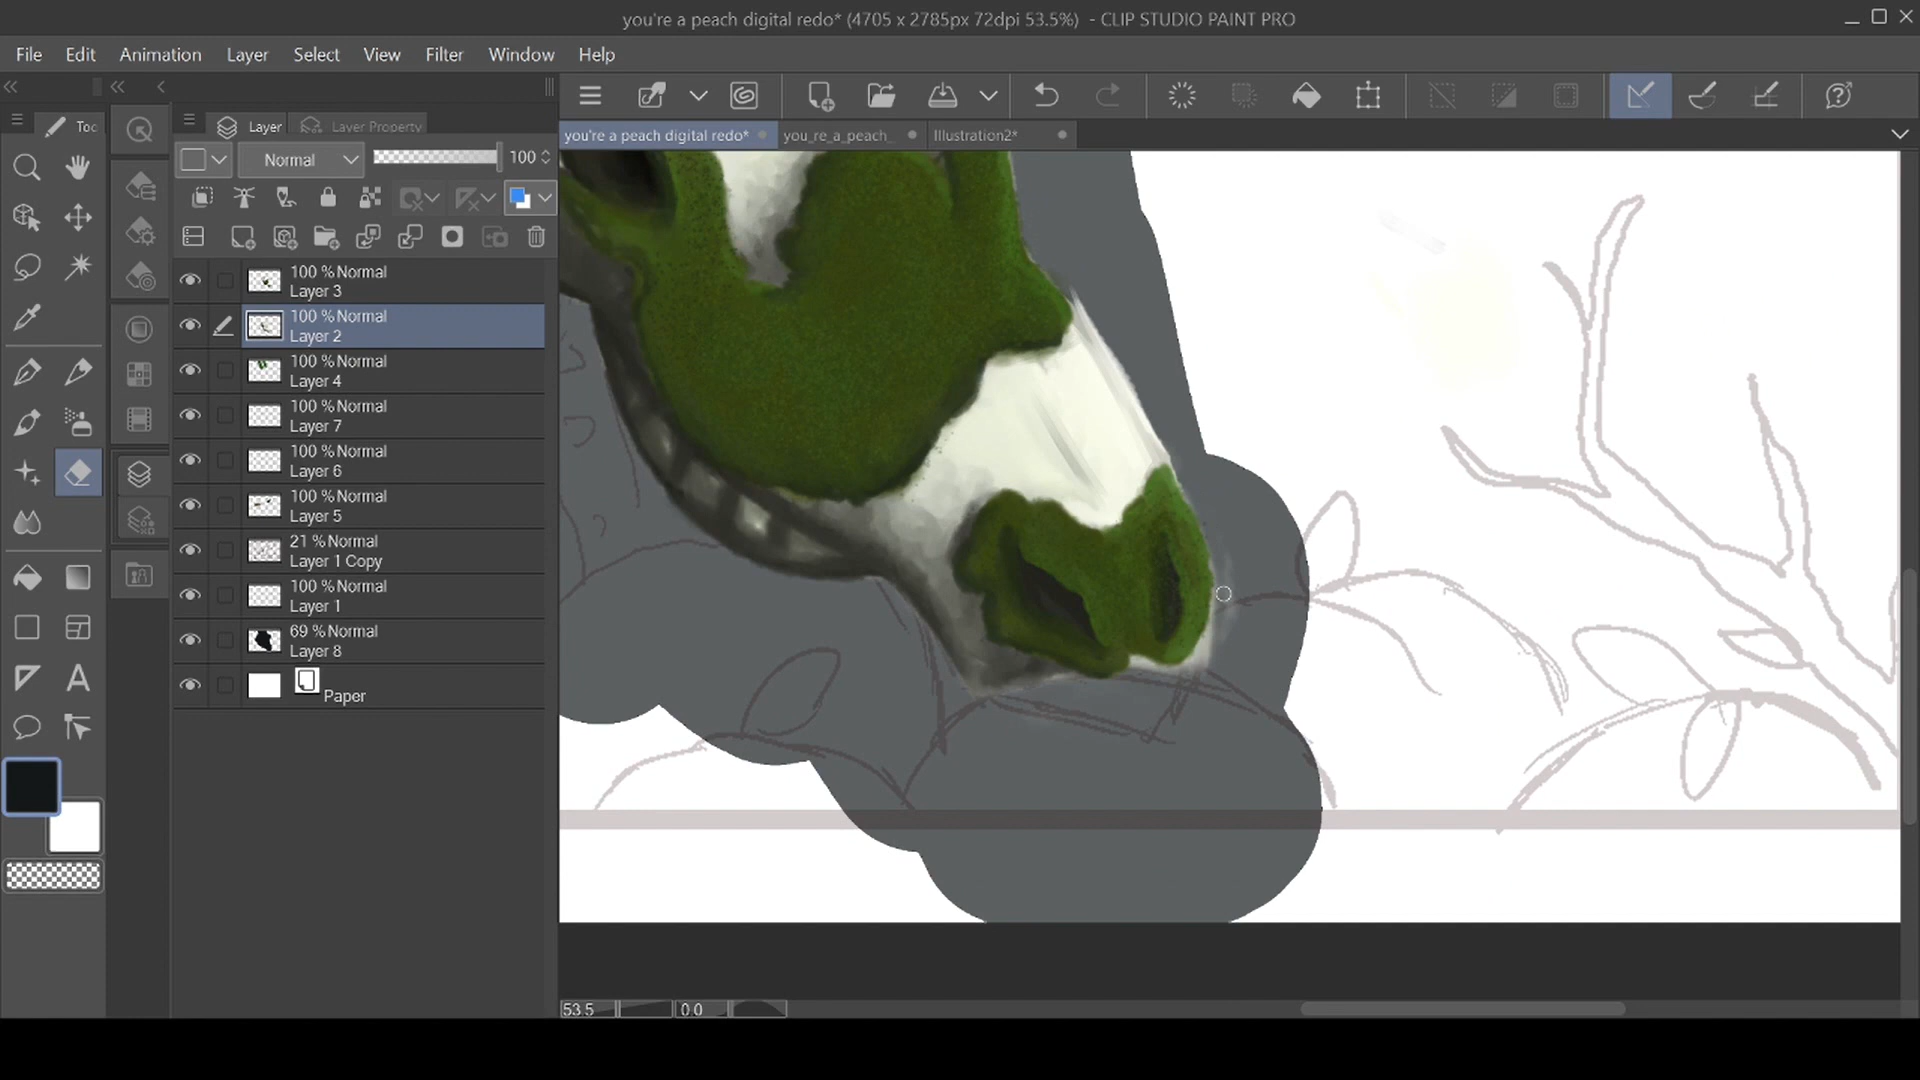 you're a peach digital redo* (4705 x 2785px 72dpi 53.5%) - CLIP STUDIO PAINT PRO
File Edit Animation Layer Select View Filter Window Help
Too
Layer Layer Property
Normal 100
you're a peach digital redo* you_re_a_peach_ Illustration2*
100 % Normal
Layer 3
100 % Normal
Layer 2
100 % Normal
Layer 4
100 % Normal
Layer 7
100 % Normal
Layer 6
100 % Normal
Layer 5
21 % Normal
Layer 1 Copy
100 % Normal
Layer 1
69 % Normal
Layer 8
Paper
53.5 0.0